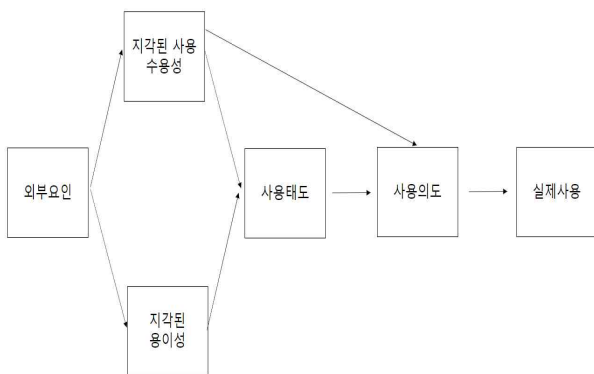 지각된 사용
수용성
외부요인
사용태도
사용의도
실제사용
지각된
용이성